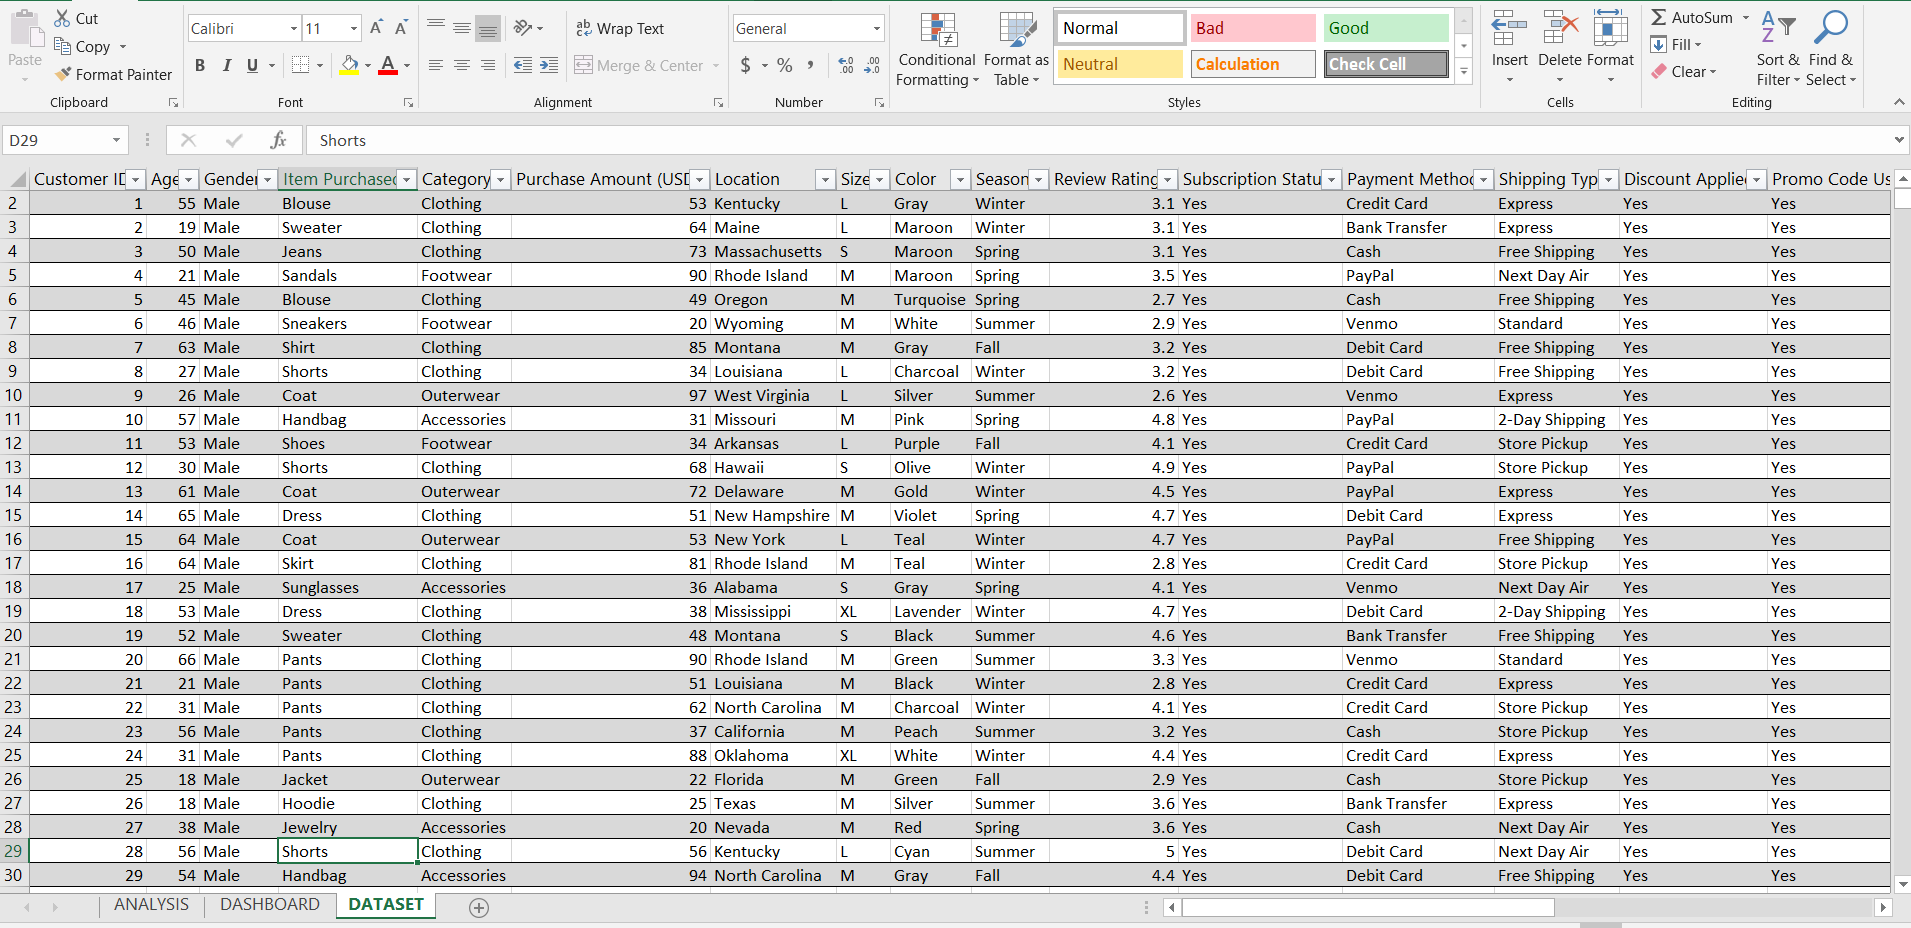 Cut
Copy
Paste
Format Painter
Clipboard
Calibri 11 A A
B I U A
Font
ab Wrap Text
Merge & Center
Alignment
General
$ % , .00 .00
Number
Conditional Formatting
Format as Table
Normal Bad Good
Neutral Calculation Check Cell
Styles
Insert Delete Format
Cells
AutoSum
Fill
Clear
Sort & Filter
Find & Select
Editing
D29 fx Shorts
Customer ID Age Gender Item Purchased Category Purchase Amount (USD Location Size Color Season Review Rating Subscription Statu Payment Method Shipping Typ Discount Applied Promo Code Us
2 1 55 Male Blouse Clothing 53 Kentucky L Gray Winter 3.1 Yes Credit Card Express Yes Yes
3 2 19 Male Sweater Clothing 64 Maine L Maroon Winter 3.1 Yes Bank Transfer Express Yes Yes
4 3 50 Male Jeans Clothing 73 Massachusetts S Maroon Spring 3.1 Yes Cash Free Shipping Yes Yes
5 4 21 Male Sandals Footwear 90 Rhode Island M Maroon Spring 3.5 Yes PayPal Next Day Air Yes Yes
6 5 45 Male Blouse Clothing 49 Oregon M Turquoise Spring 2.7 Yes Cash Free Shipping Yes Yes
7 6 46 Male Sneakers Footwear 20 Wyoming M White Summer 2.9 Yes Venmo Standard Yes Yes
8 7 63 Male Shirt Clothing 85 Montana M Gray Fall 3.2 Yes Debit Card Free Shipping Yes Yes
9 8 27 Male Shorts Clothing 34 Louisiana L Charcoal Winter 3.2 Yes Debit Card Free Shipping Yes Yes
10 9 26 Male Coat Outerwear 97 West Virginia L Silver Summer 2.6 Yes Venmo Express Yes Yes
11 10 57 Male Handbag Accessories 31 Missouri M Pink Spring 4.8 Yes PayPal 2-Day Shipping Yes Yes
12 11 53 Male Shoes Footwear 34 Arkansas L Purple Fall 4.1 Yes Credit Card Store Pickup Yes Yes
13 12 30 Male Shorts Clothing 68 Hawaii S Olive Winter 4.9 Yes PayPal Store Pickup Yes Yes
14 13 61 Male Coat Outerwear 72 Delaware M Gold Winter 4.5 Yes PayPal Express Yes Yes
15 14 65 Male Dress Clothing 51 New Hampshire M Violet Spring 4.7 Yes Debit Card Express Yes Yes
16 15 64 Male Coat Outerwear 53 New York L Teal Winter 4.7 Yes PayPal Free Shipping Yes Yes
17 16 64 Male Skirt Clothing 81 Rhode Island M Teal Winter 2.8 Yes Credit Card Store Pickup Yes Yes
18 17 25 Male Sunglasses Accessories 36 Alabama S Gray Spring 4.1 Yes Venmo Next Day Air Yes Yes
19 18 53 Male Dress Clothing 38 Mississippi XL Lavender Winter 4.7 Yes Debit Card 2-Day Shipping Yes Yes
20 19 52 Male Sweater Clothing 48 Montana S Black Summer 4.6 Yes Bank Transfer Free Shipping Yes Yes
21 20 66 Male Pants Clothing 90 Rhode Island M Green Summer 3.3 Yes Venmo Standard Yes Yes
22 21 21 Male Pants Clothing 51 Louisiana M Black Winter 2.8 Yes Credit Card Express Yes Yes
23 22 31 Male Pants Clothing 62 North Carolina M Charcoal Winter 4.1 Yes Credit Card Store Pickup Yes Yes
24 23 56 Male Pants Clothing 37 California M Peach Summer 3.2 Yes Cash Store Pickup Yes Yes
25 24 31 Male Pants Clothing 88 Oklahoma XL White Winter 4.4 Yes Credit Card Express Yes Yes
26 25 18 Male Jacket Outerwear 22 Florida M Green Fall 2.9 Yes Cash Store Pickup Yes Yes
27 26 18 Male Hoodie Clothing 25 Texas M Silver Summer 3.6 Yes Bank Transfer Express Yes Yes
28 27 38 Male Jewelry Accessories 20 Nevada M Red Spring 3.6 Yes Cash Next Day Air Yes Yes
29 28 56 Male Shorts Clothing 56 Kentucky L Cyan Summer 5 Yes Debit Card Next Day Air Yes Yes
30 29 54 Male Handbag Accessories 94 North Carolina M Gray Fall 4.4 Yes Debit Card Free Shipping Yes Yes
ANALYSIS DASHBOARD DATASET